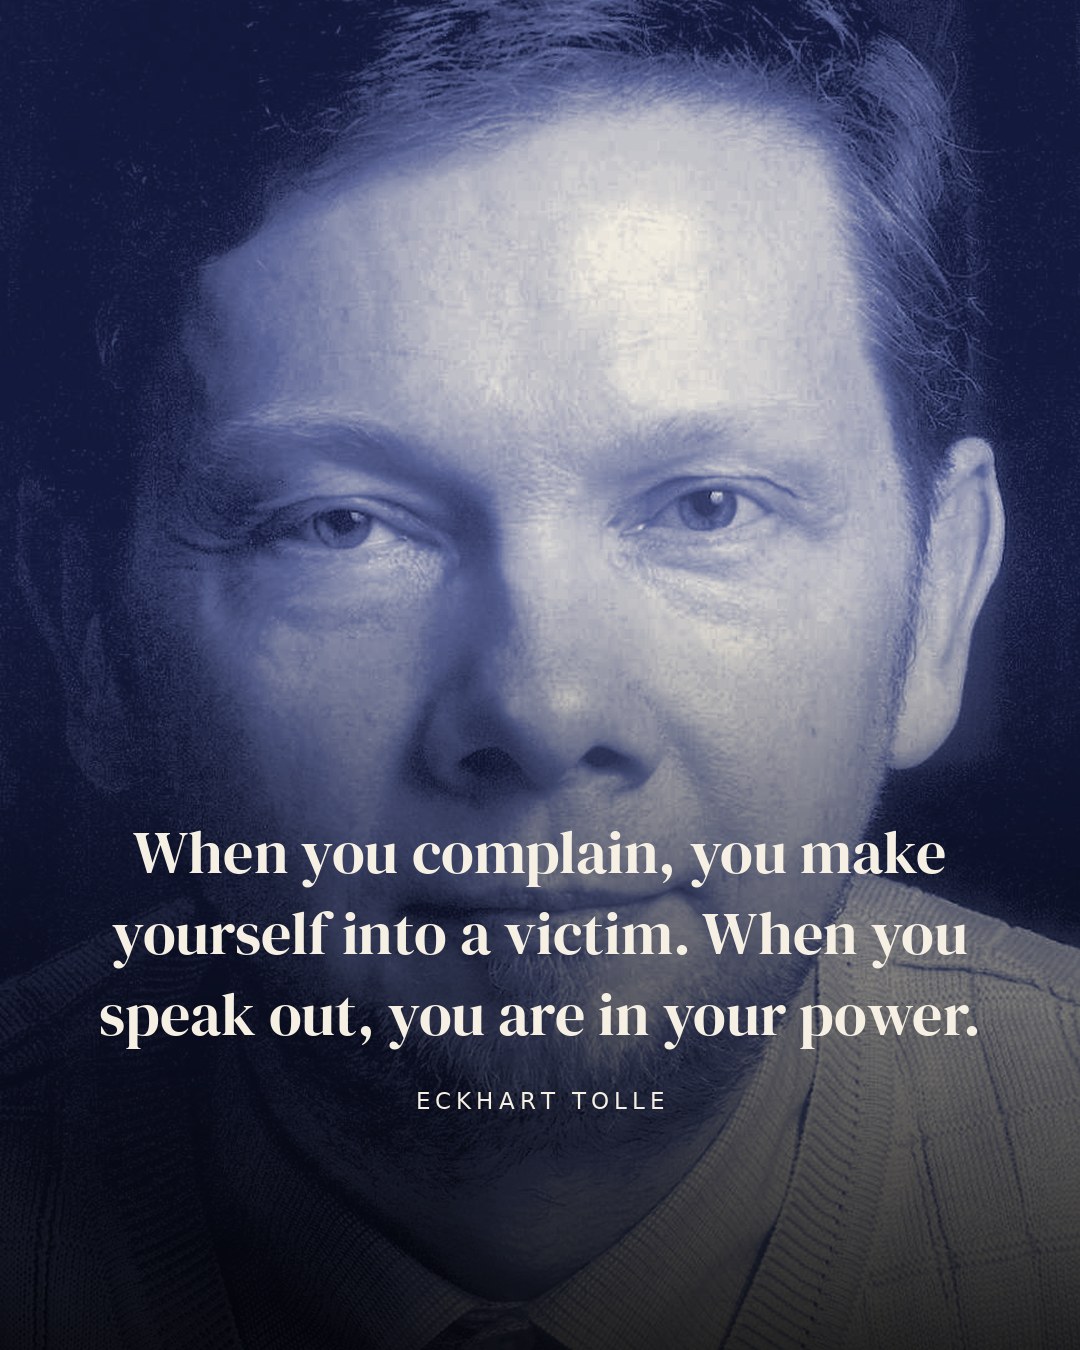 When you complain, you make
yourself into a victim. When you
speak out, you are in your power.
ECKHART TOLLE